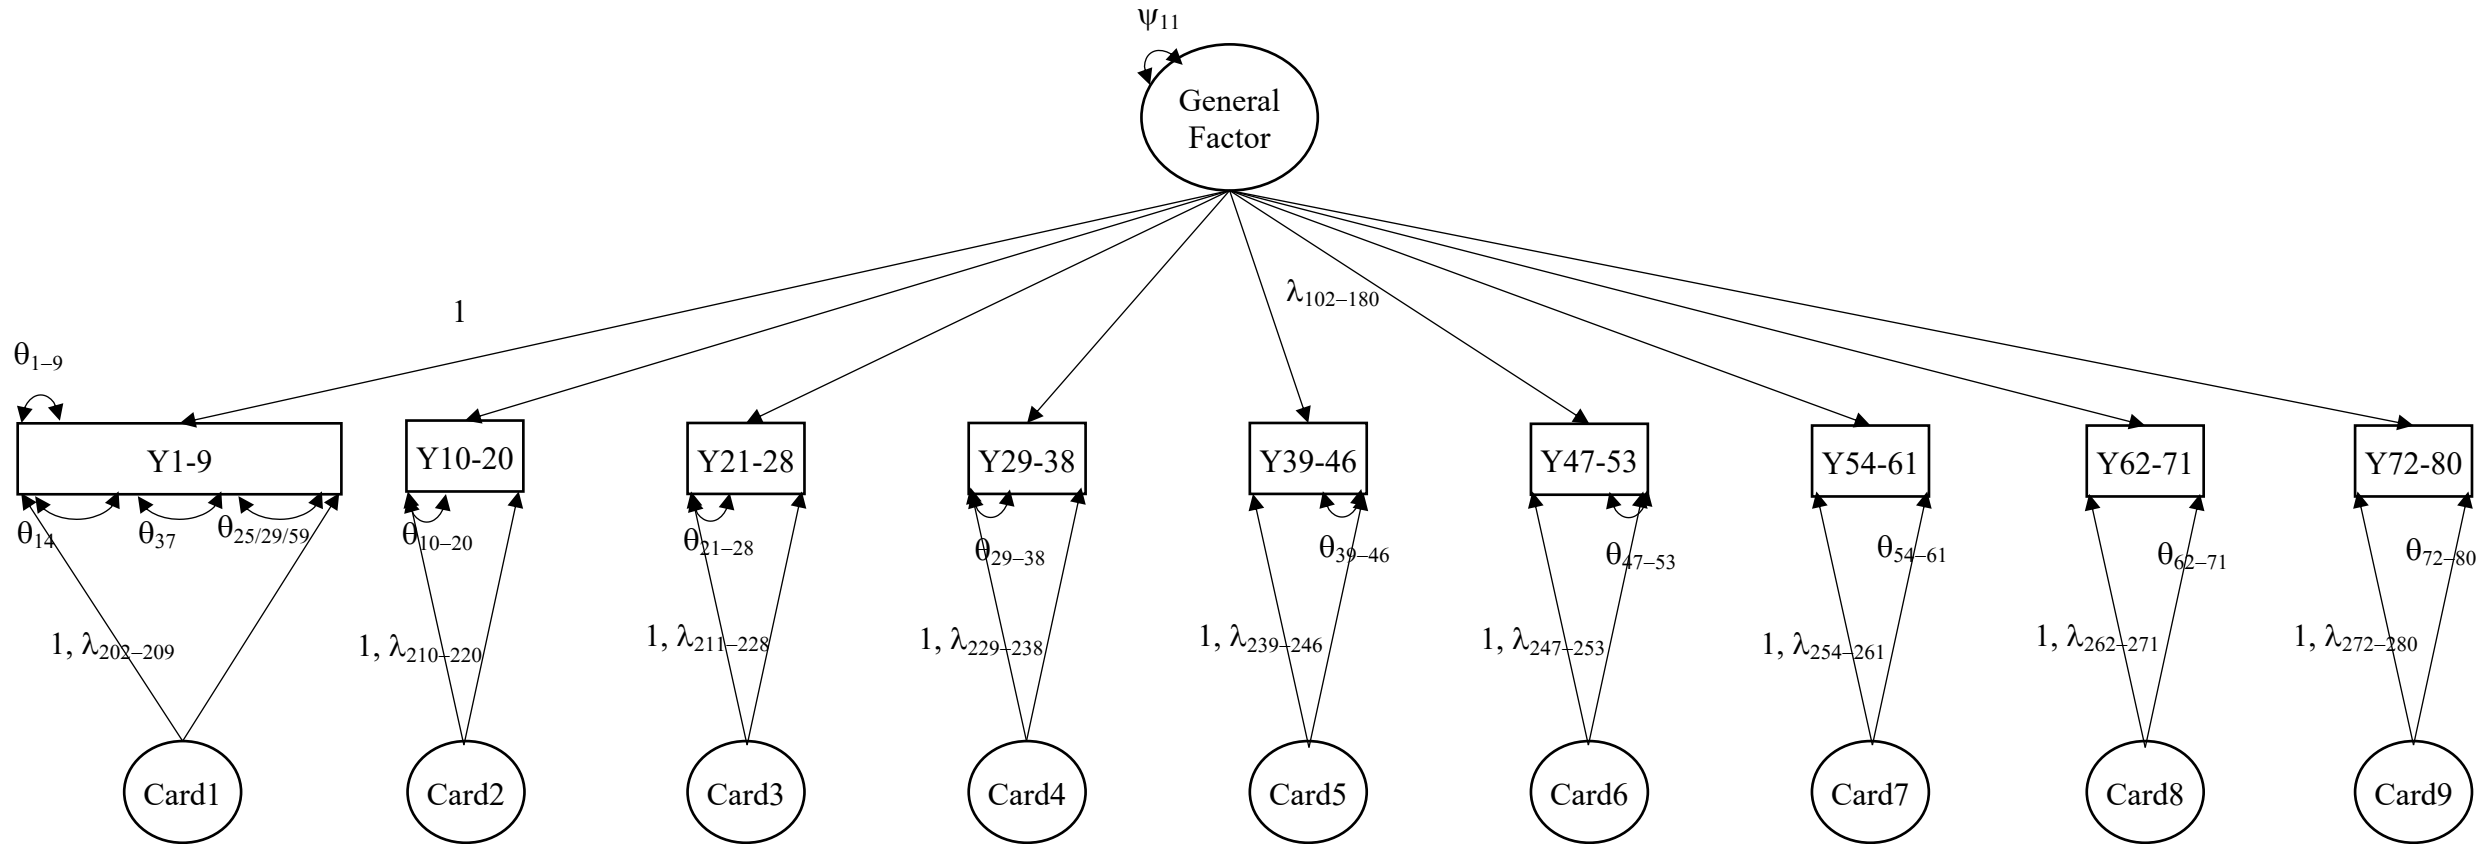 ψ11
General
Factor
1
λ102–180
θ1–9
Y1-9
Y10-20
Y21-28
Y29-38
Y39-46
Y47-53
Y54-61
Y62-71
Y72-80
θ14
θ37
θ25/29/59
θ10–20
θ21–28
θ29–38
θ39–46
θ47–53
θ54–61
θ62–71
θ72–80
1, λ202–209
1, λ210–220
1, λ211–228
1, λ229–238
1, λ239–246
1, λ247–253
1, λ254–261
1, λ262–271
1, λ272–280
Card1
Card2
Card3
Card4
Card5
Card6
Card7
Card8
Card9